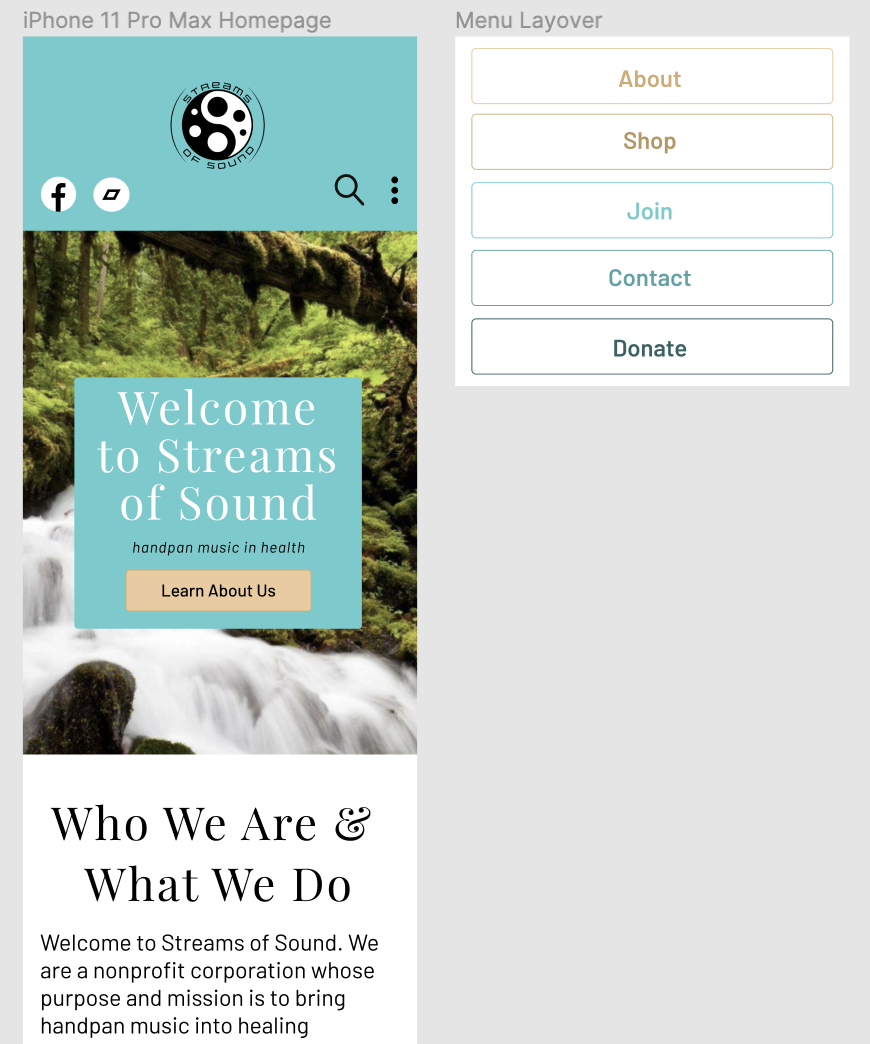 iPhone 11 Pro Max Homepage
STREAMS
OF SOUND
Welcome
to Streams
of Sound
handpan music in health
Learn About Us
Who We Are &
What We Do
Welcome to Streams of Sound. We
are a nonprofit corporation whose
purpose and mission is to bring
handpan music into healing
Menu Layover
About
Shop
Join
Contact
Donate